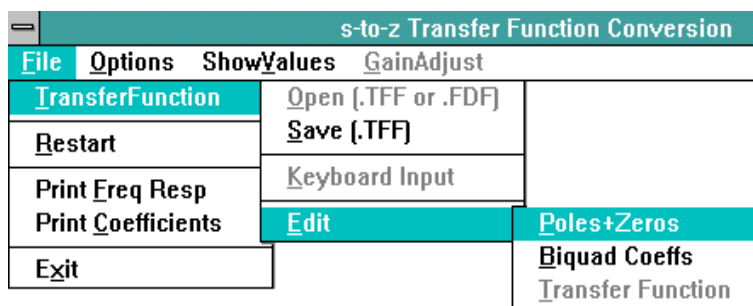 s-to-z Transfer Function Conversion
File Options ShowValues GainAdjust
TransferFunction
Restart
Print Freq Resp
Print Coefficients
Exit
Open (.TFF or .FDF)
Save (.TFF)
Keyboard Input
Edit
Poles+Zeros
Biquad Coeffs
Transfer Function